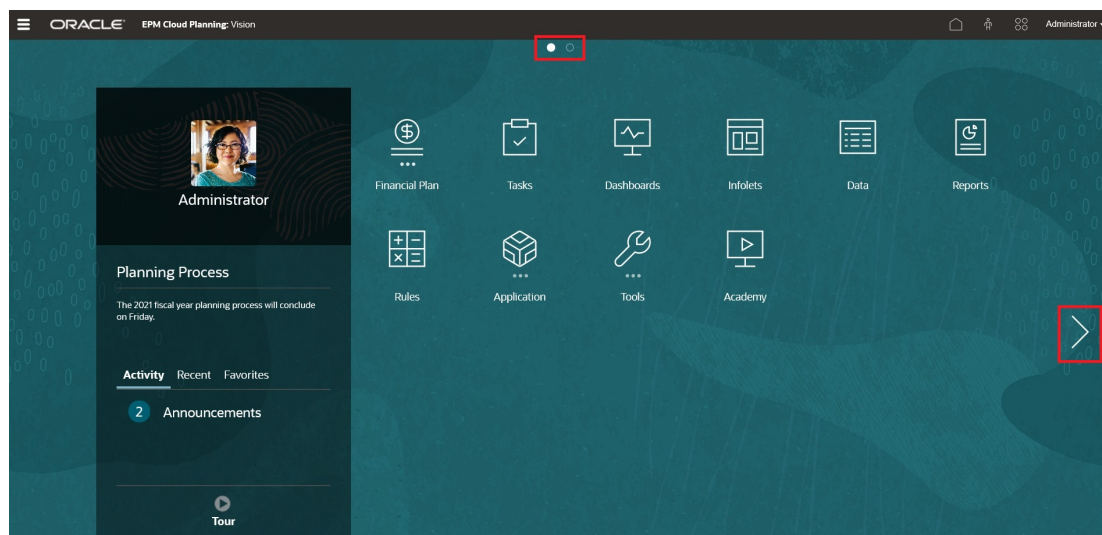 ORACLE® EPM Cloud Planning: Vision Administrator
Administrator
Planning Process
The 2021 fiscal year planning process will conclude
on Friday.
Activity Recent Favorites
2 Announcements
Tour
Financial Plan Tasks Dashboards Infolets Data Reports
Rules Application Tools Academy